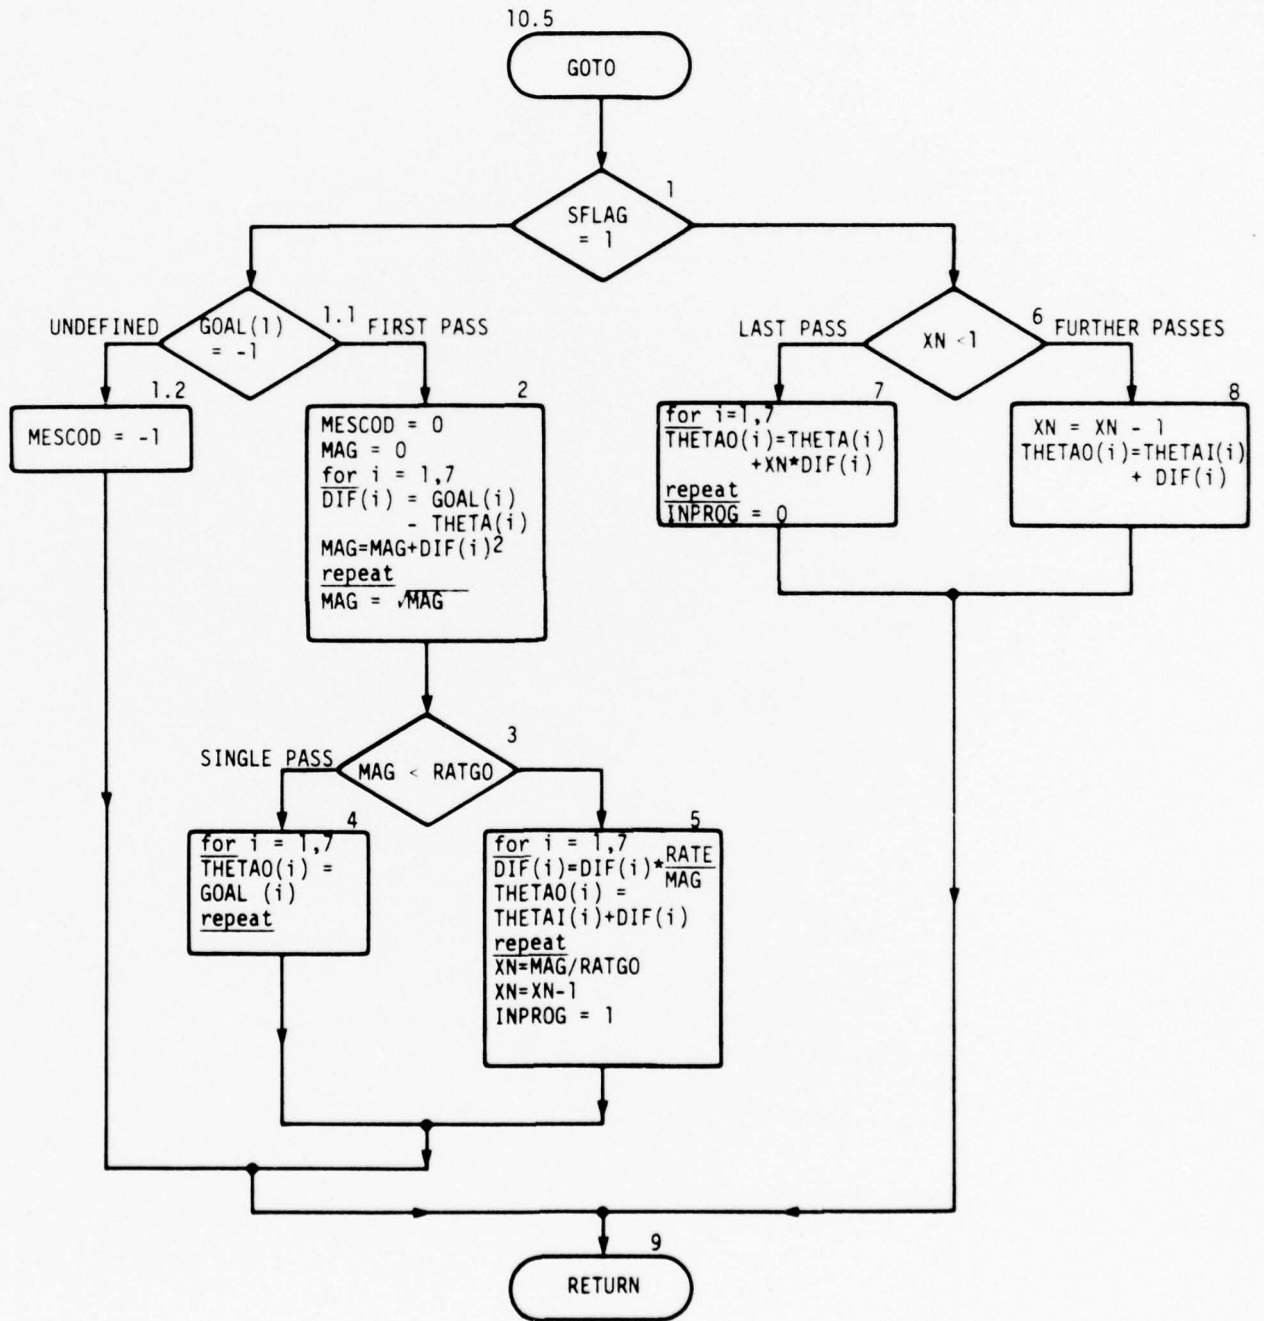 10.5
GOTO
1
SFLAG
= 1
UNDEFINED
GOAL(1)
= -1
1.1
FIRST PASS
LAST PASS
XN <1
6
FURTHER PASSES
1.2
MESCOD = -1
2
MESCOD = 0
MAG = 0
for i = 1,7
DIF(i) = GOAL(i)
- THETA(i)
MAG=MAG+DIF(i)2
repeat
MAG = √MAG
7
for i=1,7
THETAO(i)=THETA(i)
+XN*DIF(i)
repeat
INPROG = 0
8
XN = XN - 1
THETAO(i)=THETAI(i)
+ DIF(i)
SINGLE PASS
3
MAG < RATGO
4
for i = 1,7
THETAO(i) =
GOAL (i)
repeat
5
for i = 1,7
DIF(i)=DIF(i)*RATE
MAG
THETAO(i) =
THETAI(i)+DIF(i)
repeat
XN=MAG/RATGO
XN=XN-1
INPROG = 1
9
RETURN